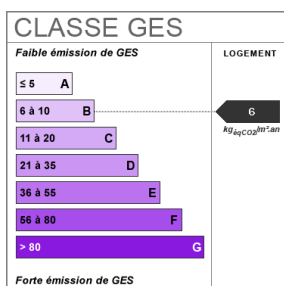 CLASSE GES
Faible émission de GES
LOGEMENT
≤ 5 A
6 à 10 B
6
kgéqCO2/m².an
11 à 20 C
21 à 35 D
36 à 55 E
56 à 80 F
> 80 G
Forte émission de GES